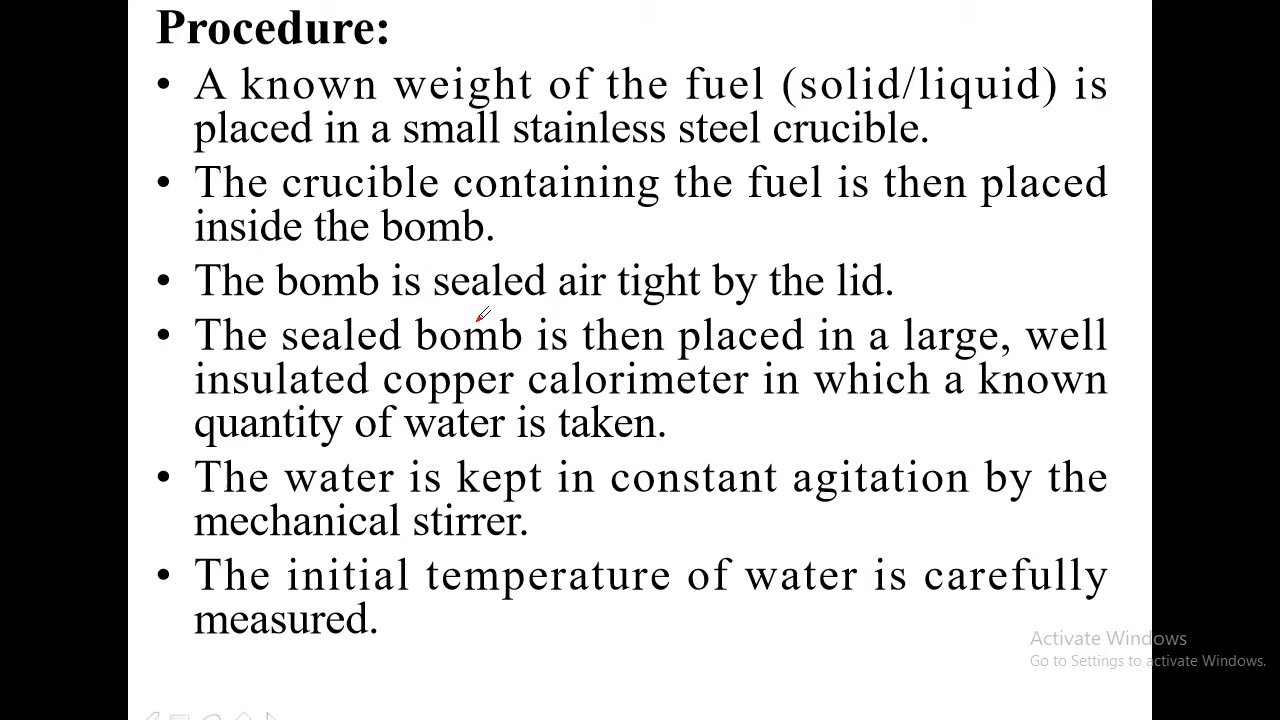 Procedure:
• A known weight of the fuel (solid/liquid) is
placed in a small stainless steel crucible.
• The crucible containing the fuel is then placed
inside the bomb.
• The bomb is sealed air tight by the lid.
• The sealed bomb is then placed in a large, well
insulated copper calorimeter in which a known
quantity of water is taken.
• The water is kept in constant agitation by the
mechanical stirrer.
• The initial temperature of water is carefully
measured.
Activate Windows
Go to Settings to activate Windows.